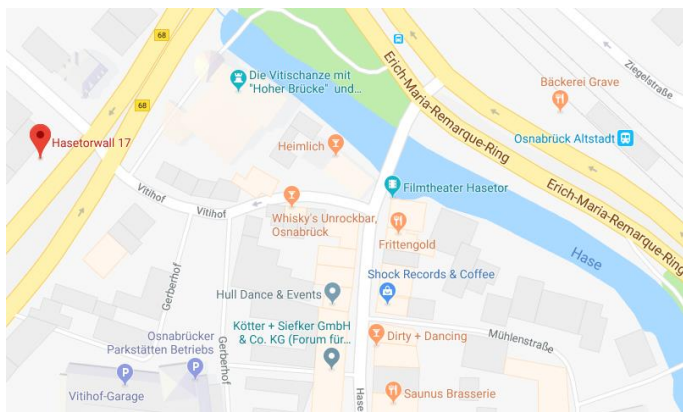 68
Ziegelstraße
Die Vitischanze mit
"Hoher Brücke" und...
Erich-Maria-Remarque-Ring
Bäckerei Grave
68
Hasetorwall 17
Heimlich
Osnabrück Altstadt
Vitihof
Filmtheater Hasetor
Erich-Maria-Remarque-Ring
Vitihof
Whisky's Unrockbar,
Osnabrück
Frittengold
Hase
Gerberhof
Shock Records & Coffee
Hull Dance & Events
Kötter + Siefker GmbH
& Co. KG (Forum für...
Dirty + Dancing
Mühlenstraße
Osnabrücker
Parkstätten Betriebs
P
P
Gerberhof
Vitihof-Garage
Hase
Saunus Brasserie